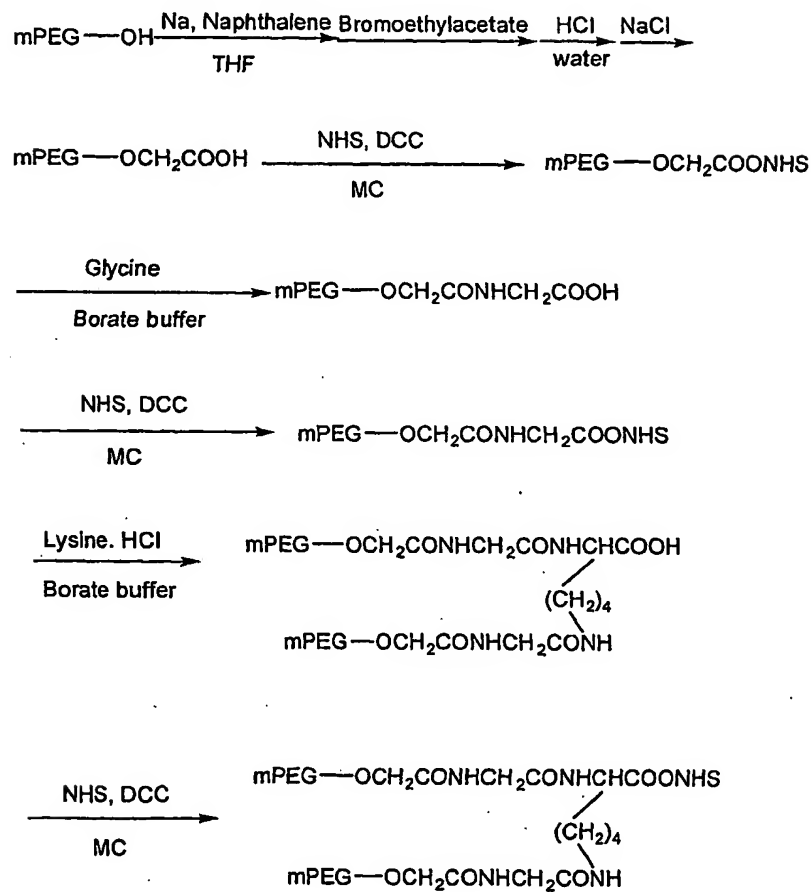 Na, Naphthalene Bromoethylacetate HCl NaCl
mPEG—OH
THF water
NHS, DCC
mPEG—OCH₂COOH mPEG—OCH₂COONHS
MC
Glycine
mPEG—OCH₂CONHCH₂COOH
Borate buffer
NHS, DCC
mPEG—OCH₂CONHCH₂COONHS
MC
Lysine. HCl
mPEG—OCH₂CONHCH₂CONHCHCOOH
Borate buffer
(CH₂)₄
mPEG—OCH₂CONHCH₂CONH
mPEG—OCH₂CONHCH₂CONHCHCOONHS
NHS, DCC
MC
(CH₂)₄
mPEG—OCH₂CONHCH₂CONH